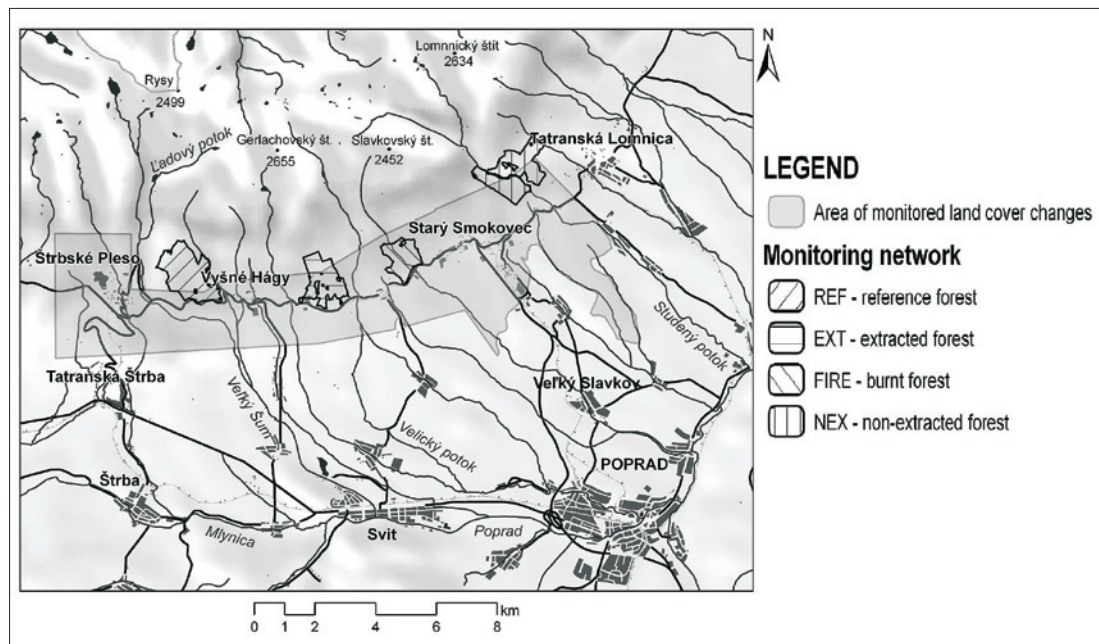 Lomnnický štít
2634
N
Rysy
2499
Ľadový potok
Gerlachovský št.
2655
Slavkovský št.
2452
Tatranská Lomnica
LEGEND
Area of monitored land cover changes
Starý Smokovec
Štrbské Pleso
Vyšné Hágy
Monitoring network
REF - reference forest
EXT - extracted forest
FIRE - burnt forest
NEX - non-extracted forest
Studený potok
Tatranská Štrba
Veľký Šum
Veľký Slavkov
Velický potok
POPRAD
Štrba
Mlynica
Svit
Poprad
km
0 1 2 4 6 8